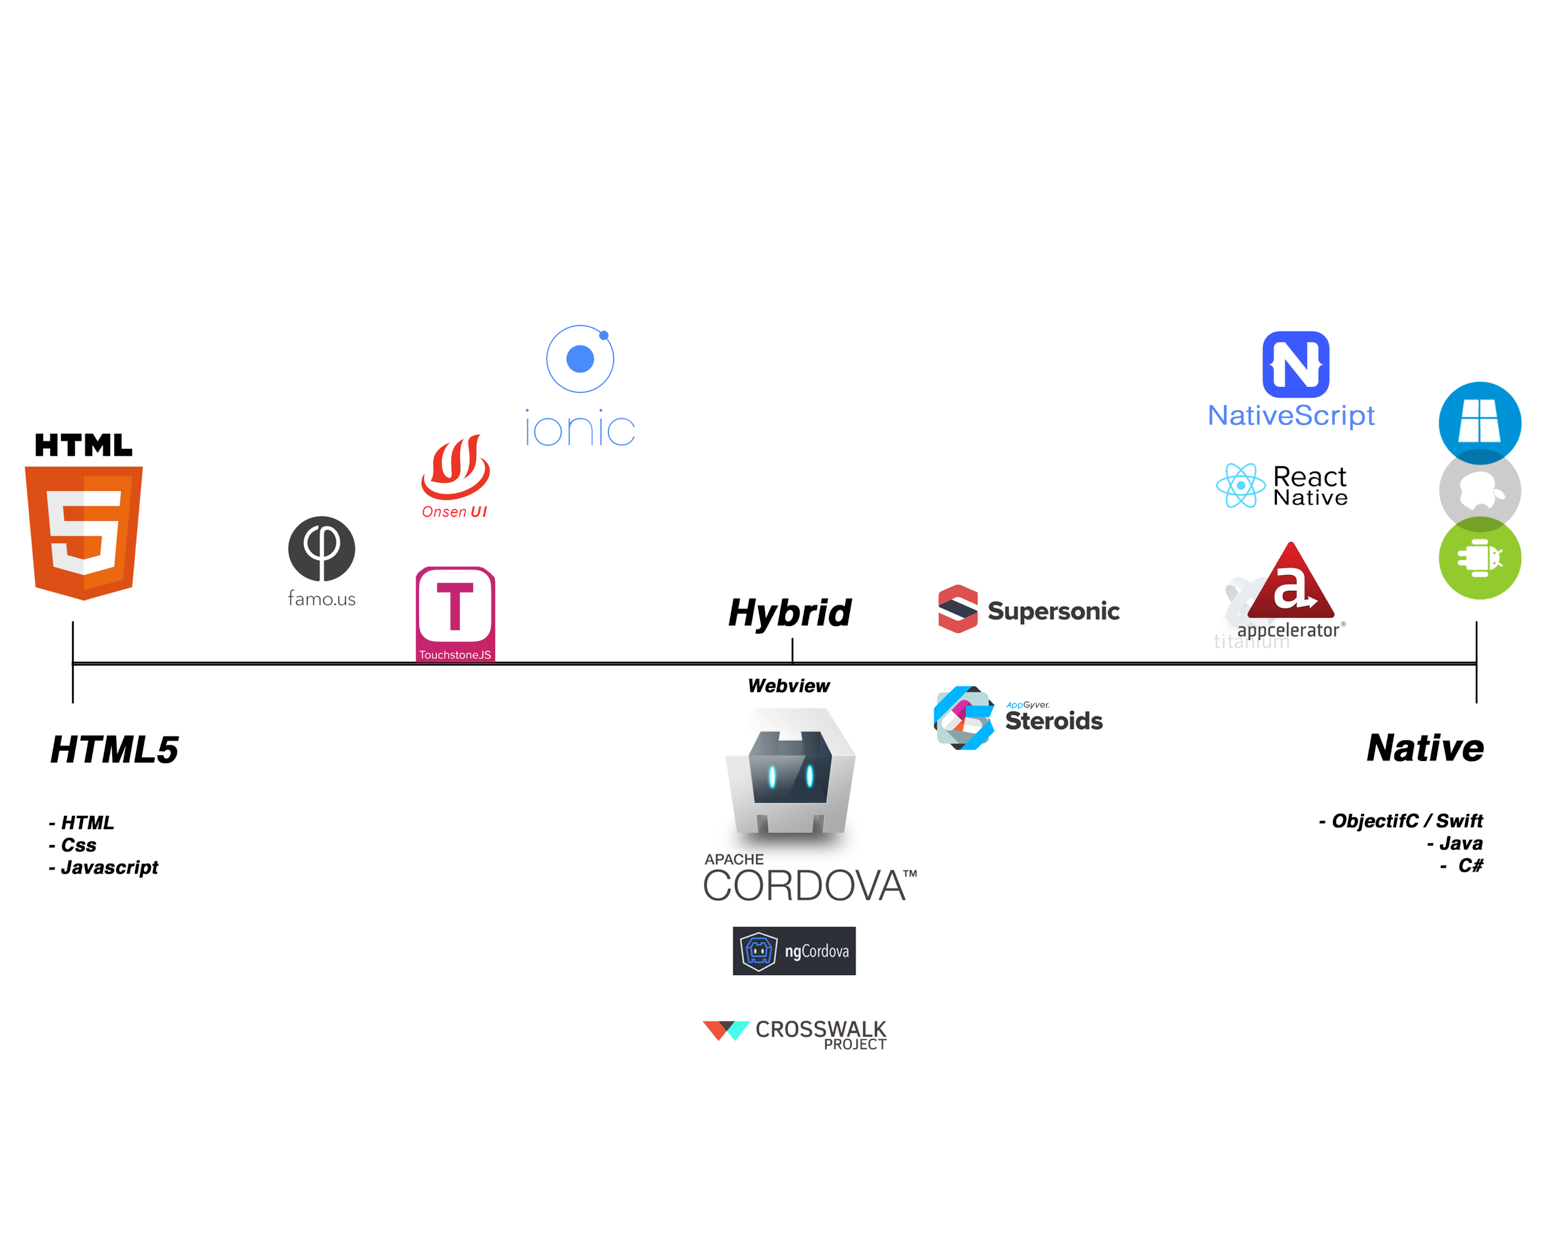 HTML
famo.us
Onsen UI
T
TouchstoneJS
ionic
Hybrid
Webview
Supersonic
AppGyver.
Steroids
N
NativeScript
React
Native
a
appcelerator®
titanium
HTML5
- HTML
- Css
- Javascript
APACHE
CORDOVA™
ngCordova
CROSSWALK
PROJECT
Native
- ObjectifC / Swift
- Java
- C#